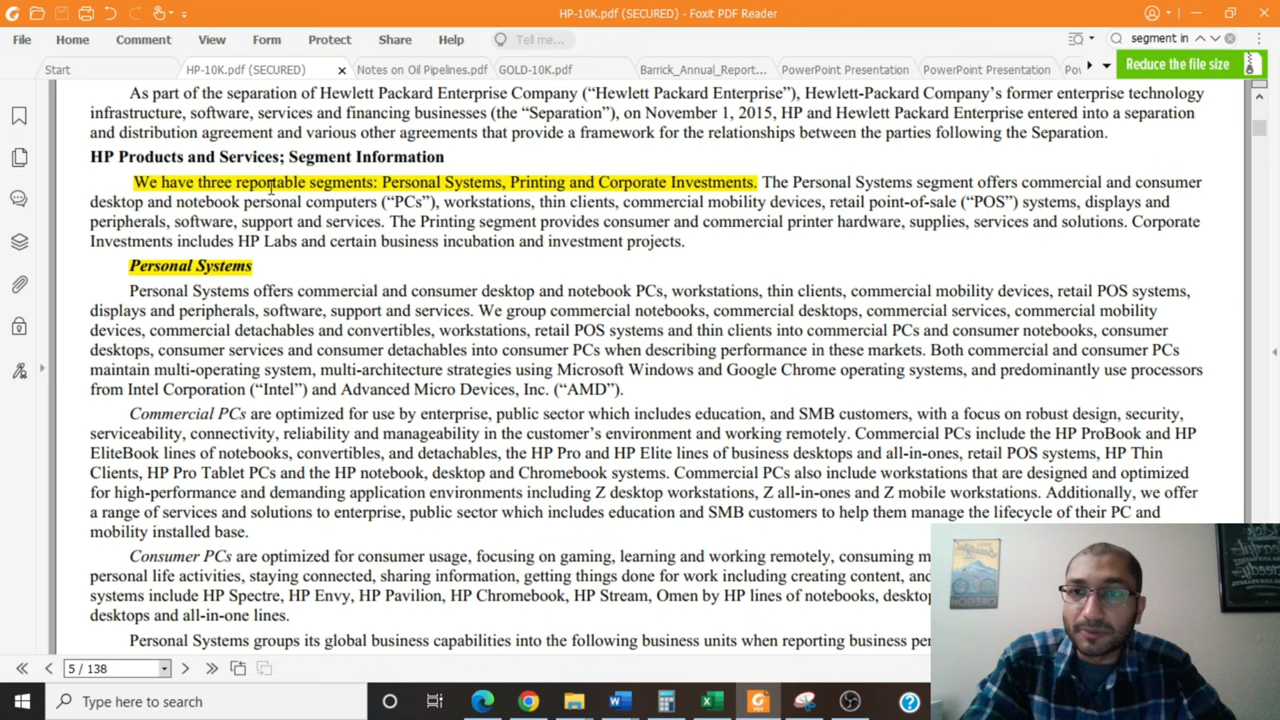 HP-10K.pdf (SECURED) - Foxit PDF Reader
File Home Comment View Form Protect Share Help Tell me... segment in
Start HP-10K.pdf (SECURED) Notes on Oil Pipelines.pdf GOLD-10K.pdf Barrick_Annual_Report... PowerPoint Presentation PowerPoint Presentation Reduce the file size
As part of the separation of Hewlett Packard Enterprise Company (“Hewlett Packard Enterprise”), Hewlett-Packard Company’s former enterprise technology
infrastructure, software, services and financing businesses (the “Separation”), on November 1, 2015, HP and Hewlett Packard Enterprise entered into a separation
and distribution agreement and various other agreements that provide a framework for the relationships between the parties following the Separation.
HP Products and Services; Segment Information
We have three reportable segments: Personal Systems, Printing and Corporate Investments. The Personal Systems segment offers commercial and consumer
desktop and notebook personal computers (“PCs”), workstations, thin clients, commercial mobility devices, retail point-of-sale (“POS”) systems, displays and
peripherals, software, support and services. The Printing segment provides consumer and commercial printer hardware, supplies, services and solutions. Corporate
Investments includes HP Labs and certain business incubation and investment projects.
Personal Systems
Personal Systems offers commercial and consumer desktop and notebook PCs, workstations, thin clients, commercial mobility devices, retail POS systems,
displays and peripherals, software, support and services. We group commercial notebooks, commercial desktops, commercial services, commercial mobility
devices, commercial detachables and convertibles, workstations, retail POS systems and thin clients into commercial PCs and consumer notebooks, consumer
desktops, consumer services and consumer detachables into consumer PCs when describing performance in these markets. Both commercial and consumer PCs
maintain multi-operating system, multi-architecture strategies using Microsoft Windows and Google Chrome operating systems, and predominantly use processors
from Intel Corporation (“Intel”) and Advanced Micro Devices, Inc. (“AMD”).
Commercial PCs are optimized for use by enterprise, public sector which includes education, and SMB customers, with a focus on robust design, security,
serviceability, connectivity, reliability and manageability in the customer’s environment and working remotely. Commercial PCs include the HP ProBook and HP
EliteBook lines of notebooks, convertibles, and detachables, the HP Pro and HP Elite lines of business desktops and all-in-ones, retail POS systems, HP Thin
Clients, HP Pro Tablet PCs and the HP notebook, desktop and Chromebook systems. Commercial PCs also include workstations that are designed and optimized
for high-performance and demanding application environments including Z desktop workstations, Z all-in-ones and Z mobile workstations. Additionally, we offer
a range of services and solutions to enterprise, public sector which includes education and SMB customers to help them manage the lifecycle of their PC and
mobility installed base.
Consumer PCs are optimized for consumer usage, focusing on gaming, learning and working remotely, consuming m
personal life activities, staying connected, sharing information, getting things done for work including creating content, and
systems include HP Spectre, HP Envy, HP Pavilion, HP Chromebook, HP Stream, Omen by HP lines of notebooks, deskto
desktops and all-in-one lines.
Personal Systems groups its global business capabilities into the following business units when reporting business per
5 / 138
Type here to search